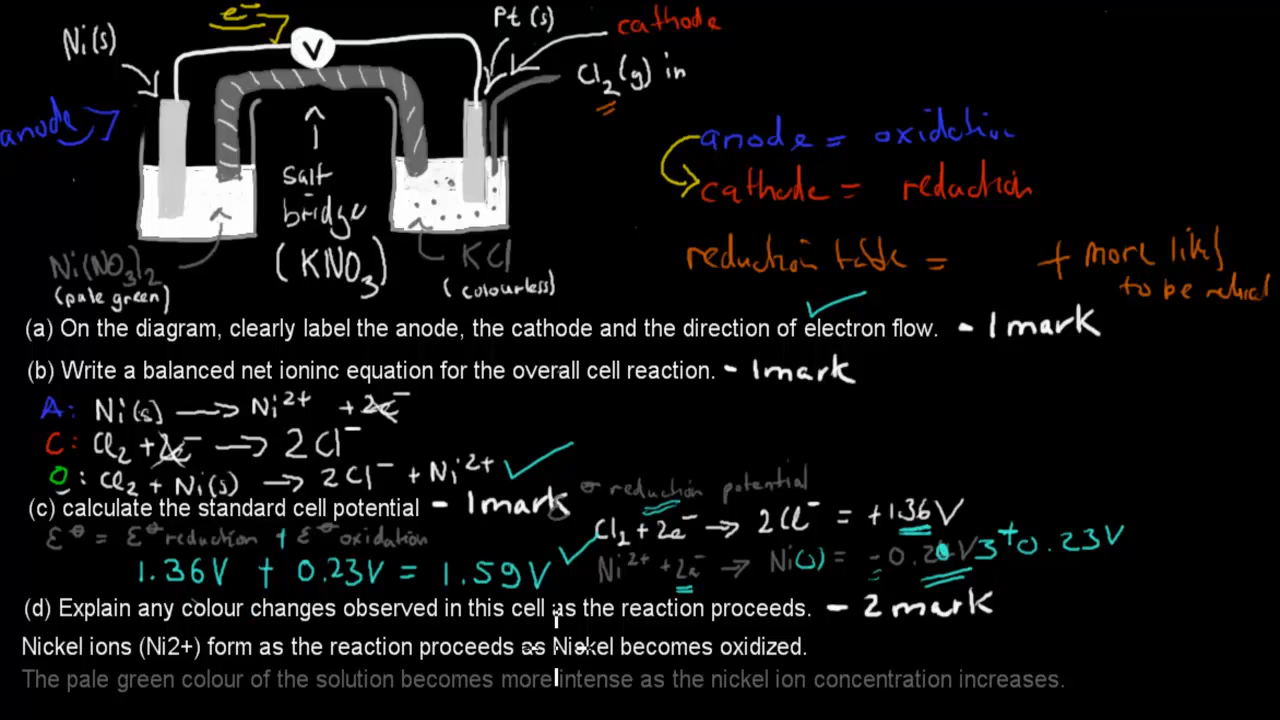 e⁻
Pt (s)
cathode
Ni(s)
V
Cl₂(g) in
anode
anode = oxidation
cathode = reduction
salt
bridge
(KNO₃)
Ni(NO₃)₂
(pale green)
KCl
(colourless)
reduction table = + more likely
to be
(a) On the diagram, clearly label the anode, the cathode and the direction of electron flow. - 1 mark
(b) Write a balanced net ioninc equation for the overall cell reaction. - 1 mark
A: Ni(s) → Ni²⁺ + 2e⁻
C: Cl₂ + 2e⁻ → 2Cl⁻
O: Cl₂ + Ni(s) → 2Cl⁻ + Ni²⁺
(c) calculate the standard cell potential - 1 mark
reduction potential
Cl₂ + 2e⁻ → 2Cl⁻ = +1.36V
ε° = ε° reduction + ε° oxidation
Ni²⁺ + 2e⁻ → Ni(s) = -0.2 V 3 +0.23V
1.36V + 0.23V = 1.59V
(d) Explain any colour changes observed in this cell as the reaction proceeds. - 2 mark
Nickel ions (Ni2+) form as the reaction proceeds as Nickel becomes oxidized.
The pale green colour of the solution becomes more intense as the nickel ion concentration increases.